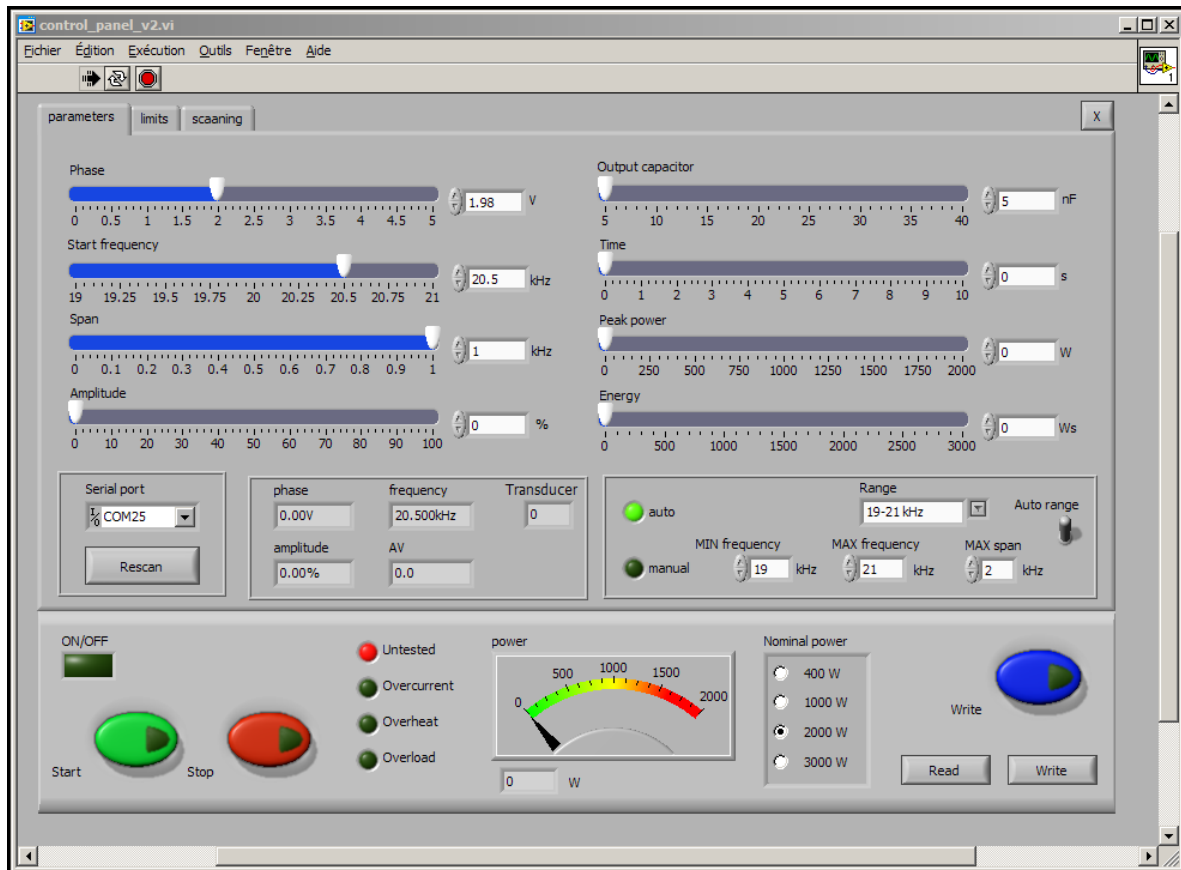 control_panel_v2.vi
Fichier Édition Exécution Outils Fenêtre Aide
1
parameters limits scaaning X
Phase
1.98 V
0 0.5 1 1.5 2 2.5 3 3.5 4 4.5 5
Start frequency
20.5 kHz
19 19.25 19.5 19.75 20 20.25 20.5 20.75 21
Span
1 kHz
0 0.1 0.2 0.3 0.4 0.5 0.6 0.7 0.8 0.9 1
Amplitude
0 %
0 10 20 30 40 50 60 70 80 90 100
Output capacitor
5 nF
5 10 15 20 25 30 35 40
Time
0 s
0 1 2 3 4 5 6 7 8 9 10
Peak power
0 W
0 250 500 750 1000 1250 1500 1750 2000
Energy
0 Ws
0 500 1000 1500 2000 2500 3000
Serial port
I/O COM25
Rescan
phase frequency Transducer
0.00V 20.500kHz 0
amplitude AV
0.00% 0.0
Range
auto 19-21 kHz Auto range
MIN frequency MAX frequency MAX span
manual 19 kHz 21 kHz 2 kHz
ON/OFF
Start Stop
Untested
Overcurrent
Overheat
Overload
power
0 500 1000 1500 2000
0 W
Nominal power
400 W
1000 W
2000 W
3000 W
Write
Read Write